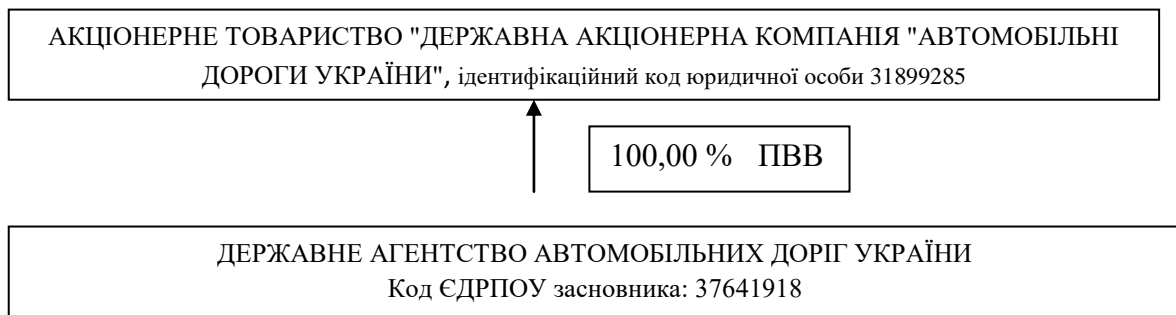 АКЦІОНЕРНЕ ТОВАРИСТВО "ДЕРЖАВНА АКЦІОНЕРНА КОМПАНІЯ "АВТОМОБІЛЬНІ
ДОРОГИ УКРАЇНИ", ідентифікаційний код юридичної особи 31899285
100,00 % ПВВ
ДЕРЖАВНЕ АГЕНТСТВО АВТОМОБІЛЬНИХ ДОРІГ УКРАЇНИ
Код ЄДРПОУ засновника: 37641918